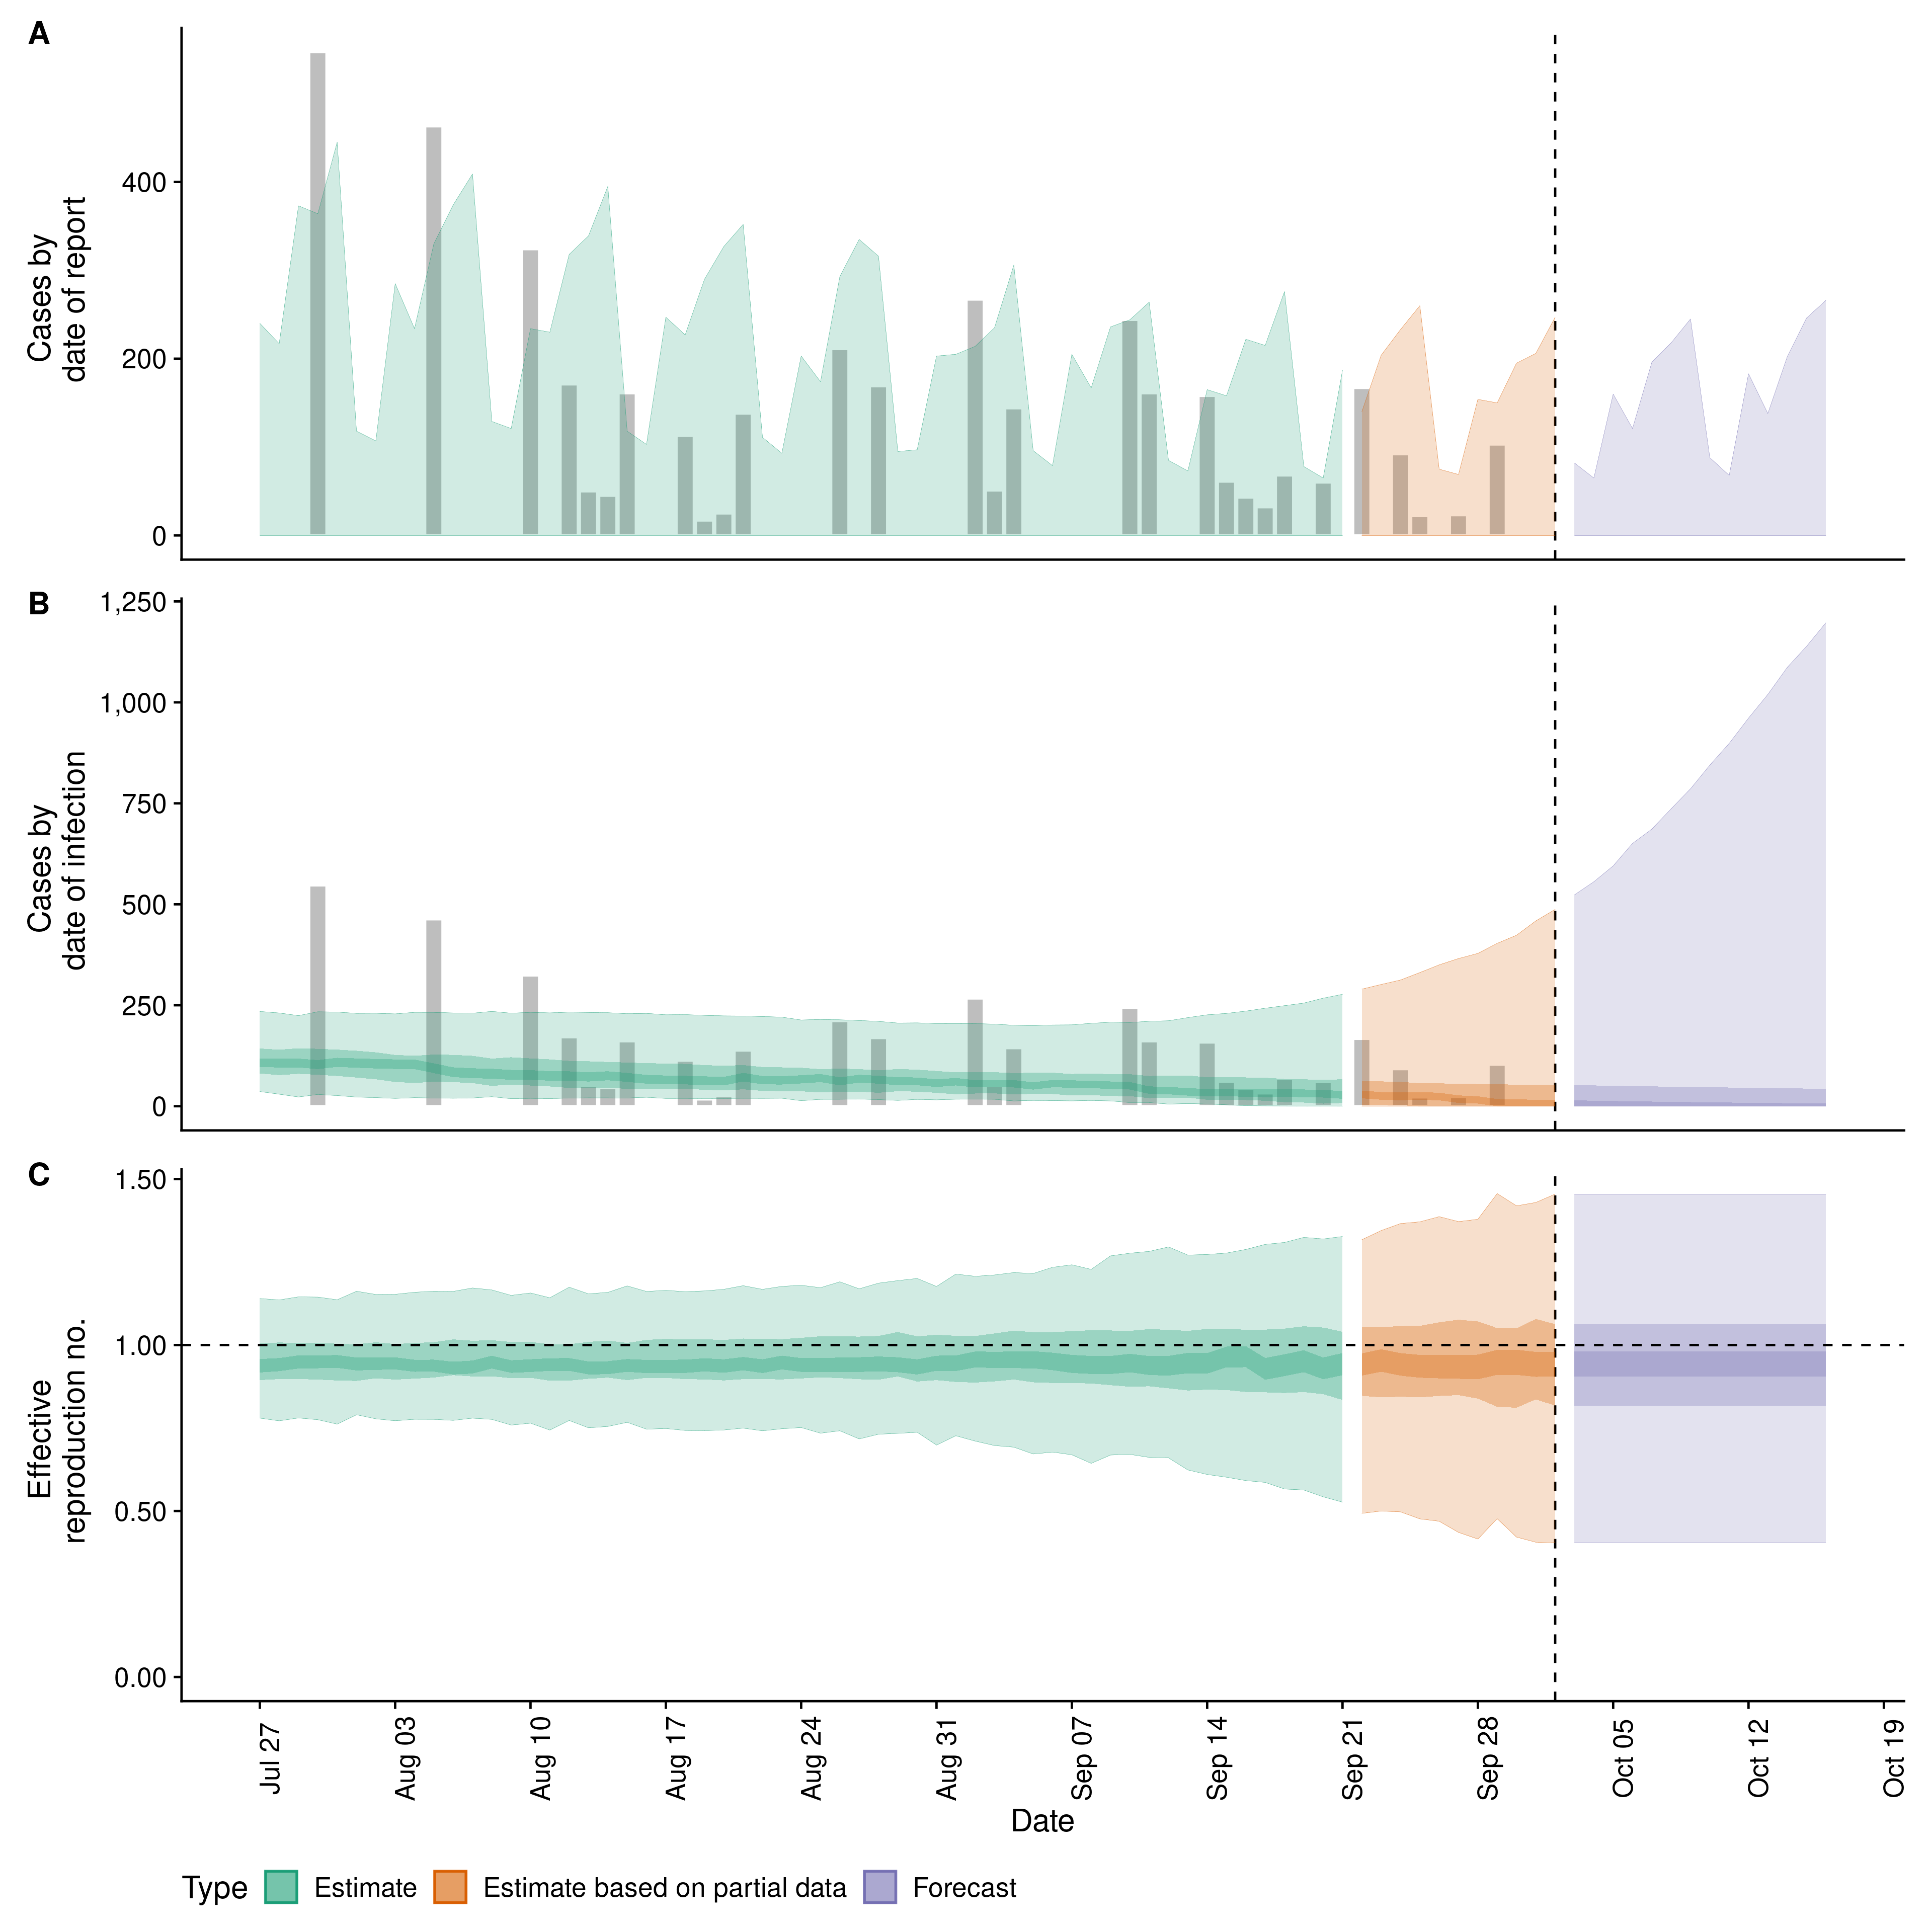 A
400
200
0
Cases by
date of report
B
1,250
1,000
750
500
250
0
Cases by
date of infection
C
1.50
1.00
0.50
0.00
Effective
reproduction no.
Jul 27
Aug 03
Aug 10
Aug 17
Aug 24
Aug 31
Sep 07
Sep 14
Sep 21
Sep 28
Oct 05
Oct 12
Oct 19
Date
Type Estimate Estimate based on partial data Forecast